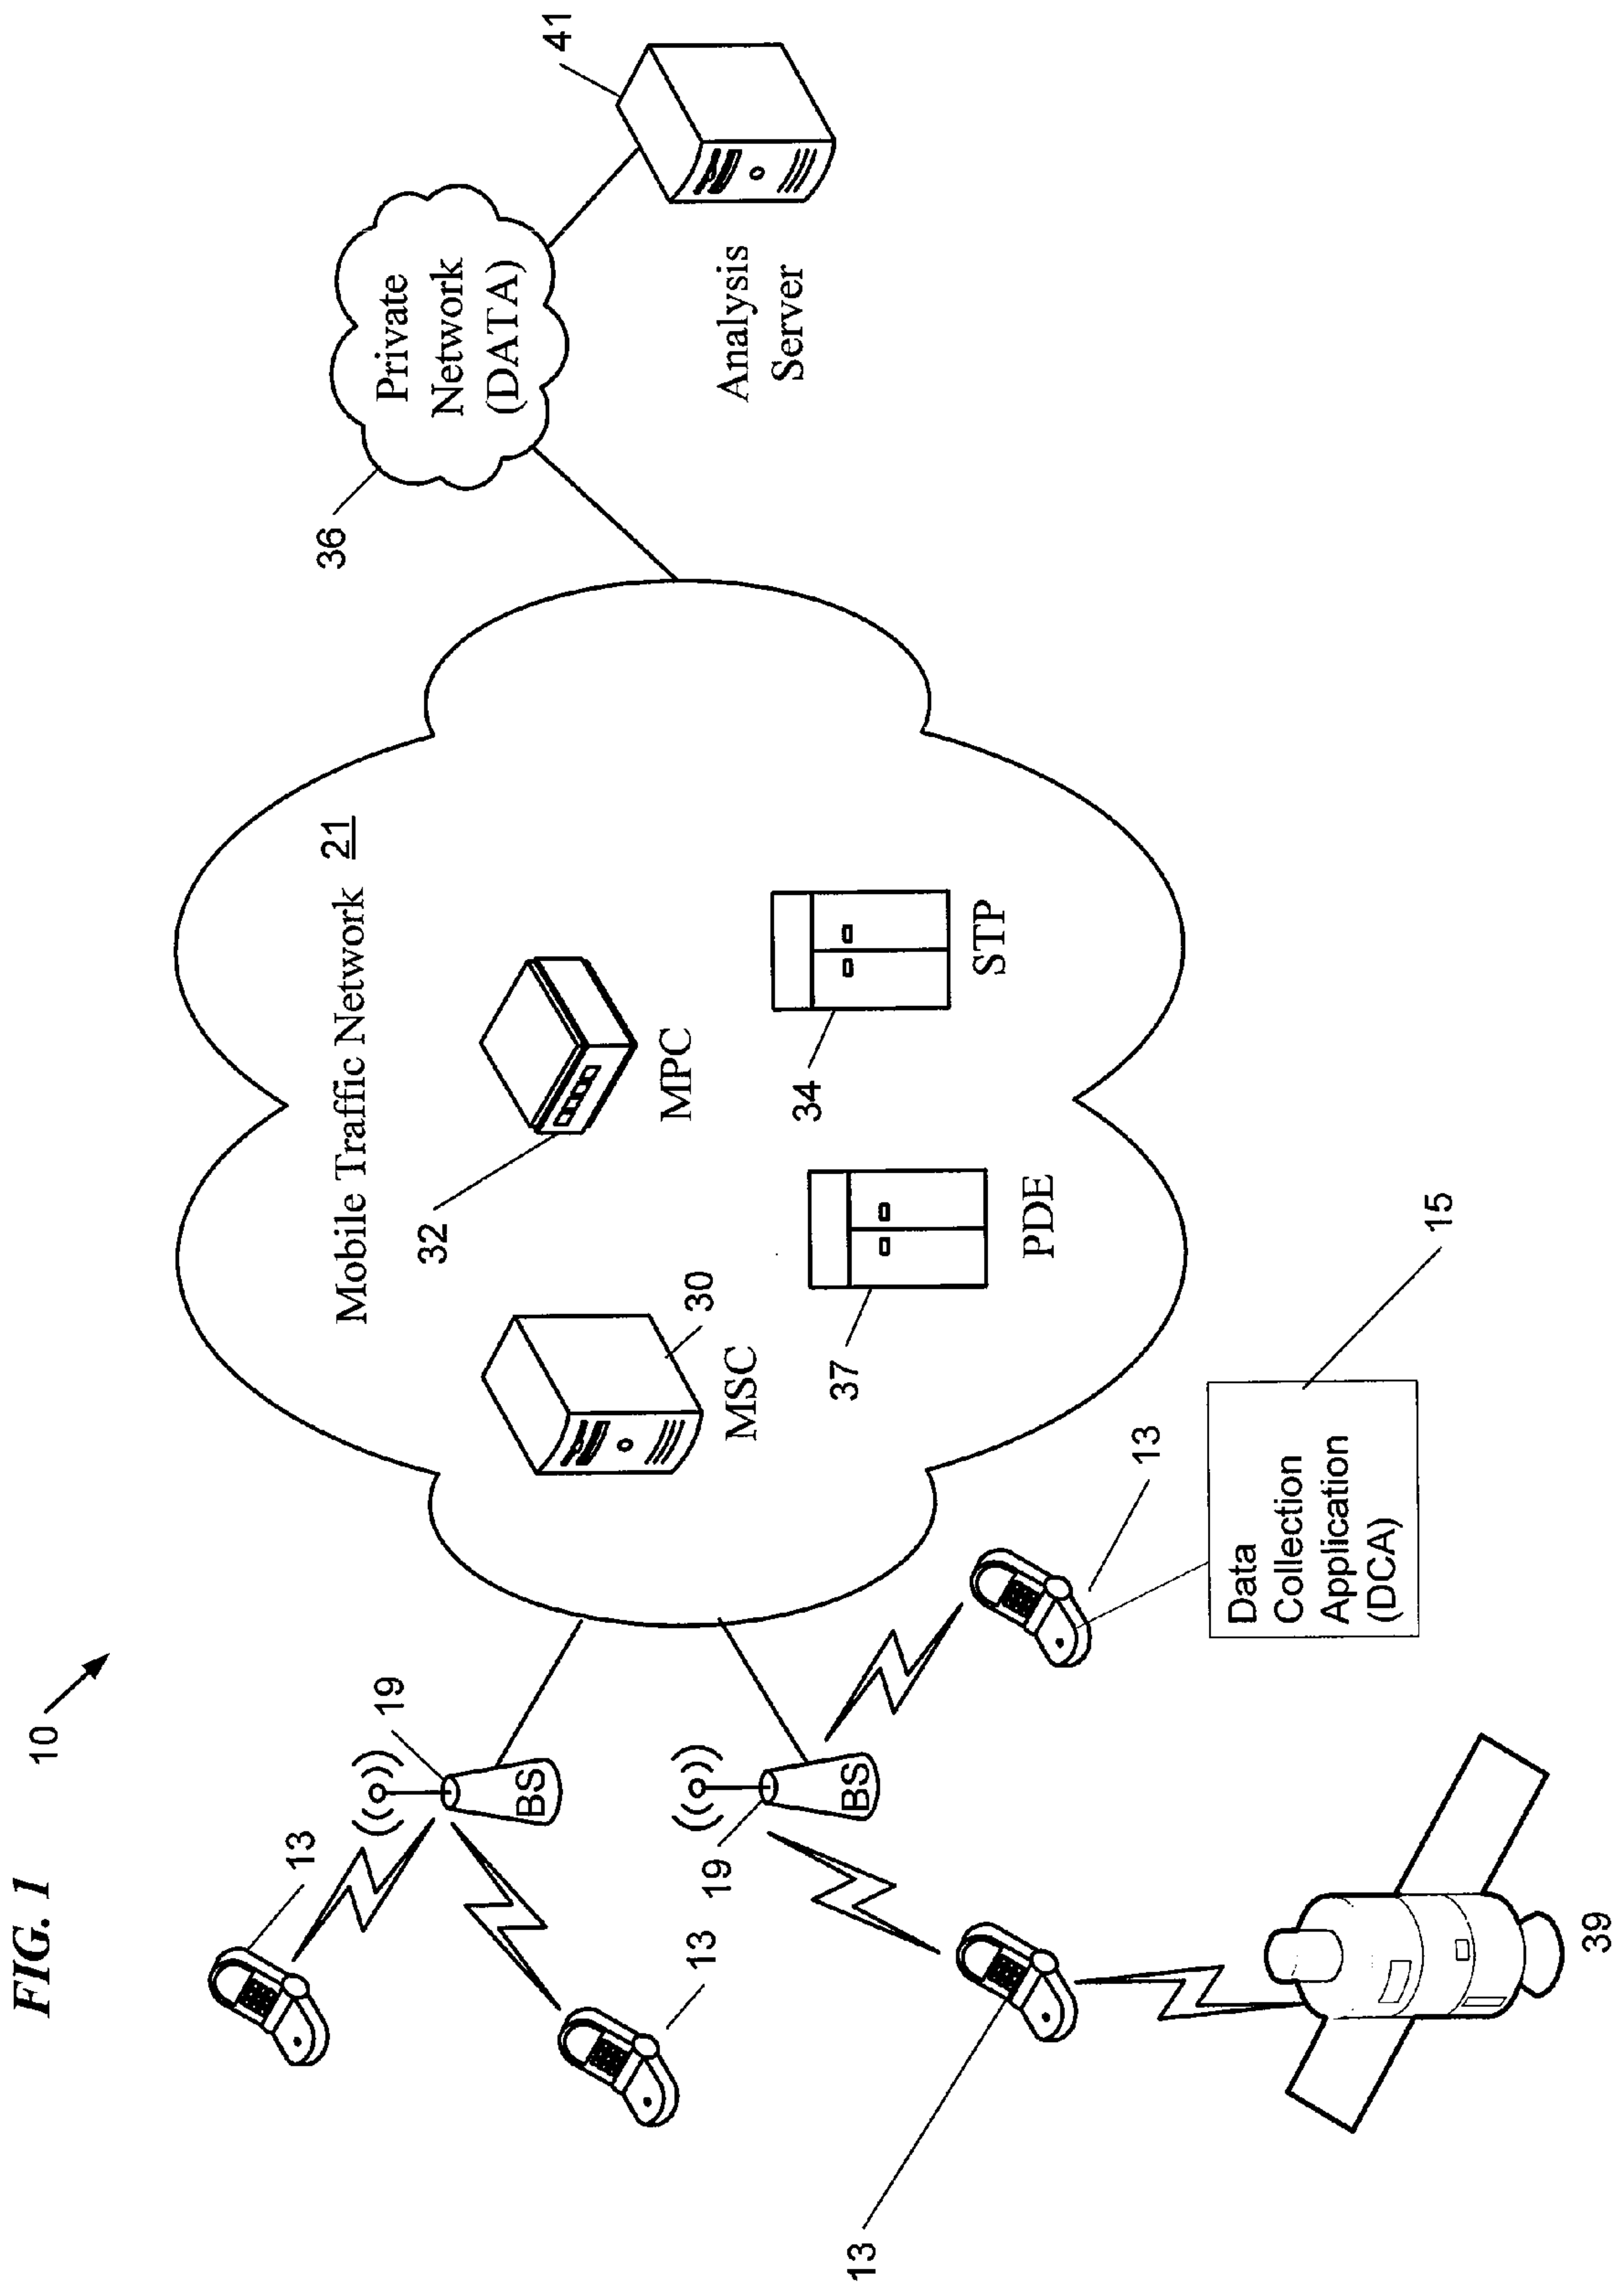 FIG. 1
10
13
19
BS
13
19
BS
13
13
39
Data
Collection
Application
(DCA)
15
Mobile Traffic Network 21
MSC
30
32
MPC
37
PDE
34
STP
36
Private
Network
(DATA)
41
Analysis
Server